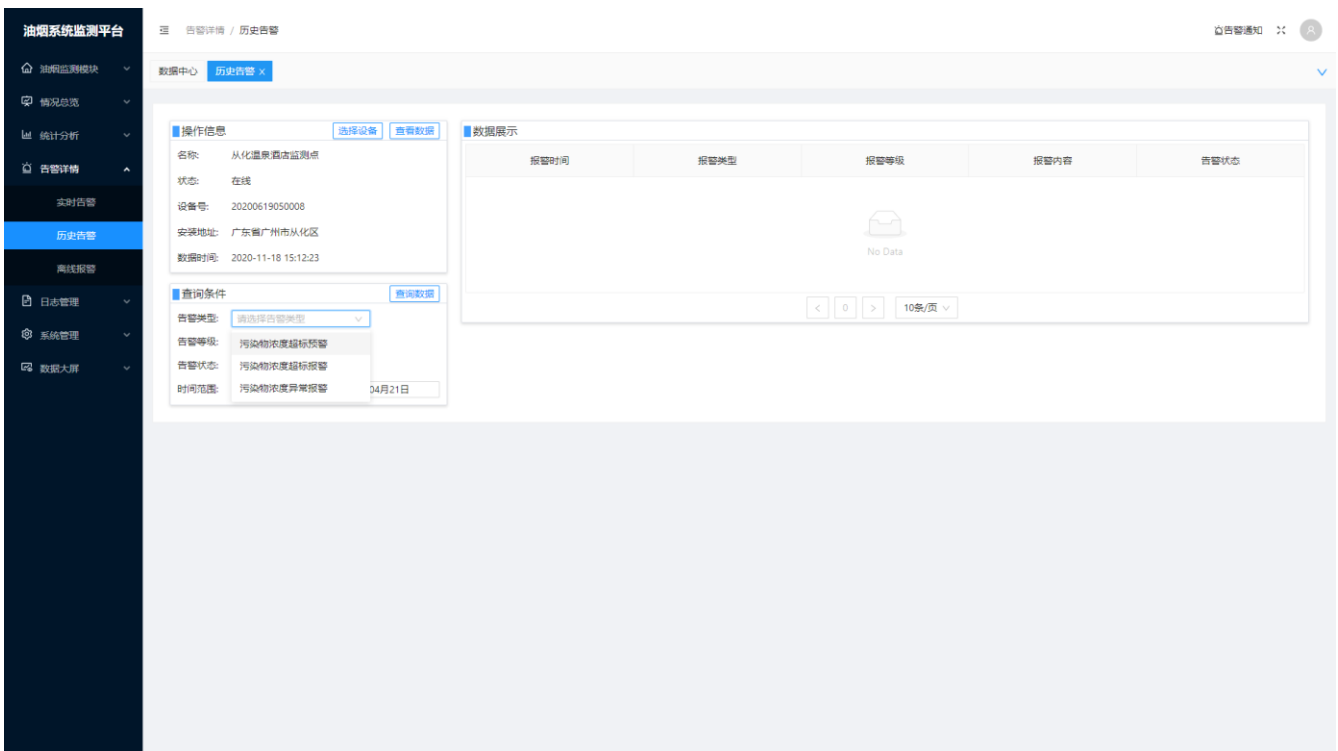 油烟系统监测平台
告警详情 / 历史告警
告警通知
油烟监测模块
情况总览
统计分析
告警详情
实时告警
历史告警
离线报警
日志管理
系统管理
数据大屏
数据中心
历史告警 X
操作信息
选择设备
查看数据
名称: 从化温泉酒店监测点
状态: 在线
设备号: 20200619050008
安装地址: 广东省广州市从化区
数据时间: 2020-11-18 15:12:23
查询条件
查询数据
告警类型: 请选择告警类型
告警等级:
告警状态:
时间范围:
04月21日
污染物浓度超标预警
污染物浓度超标报警
污染物浓度异常报警
数据展示
报警时间 报警类型 报警等级 报警内容 告警状态
No Data
< 0 > 10条/页